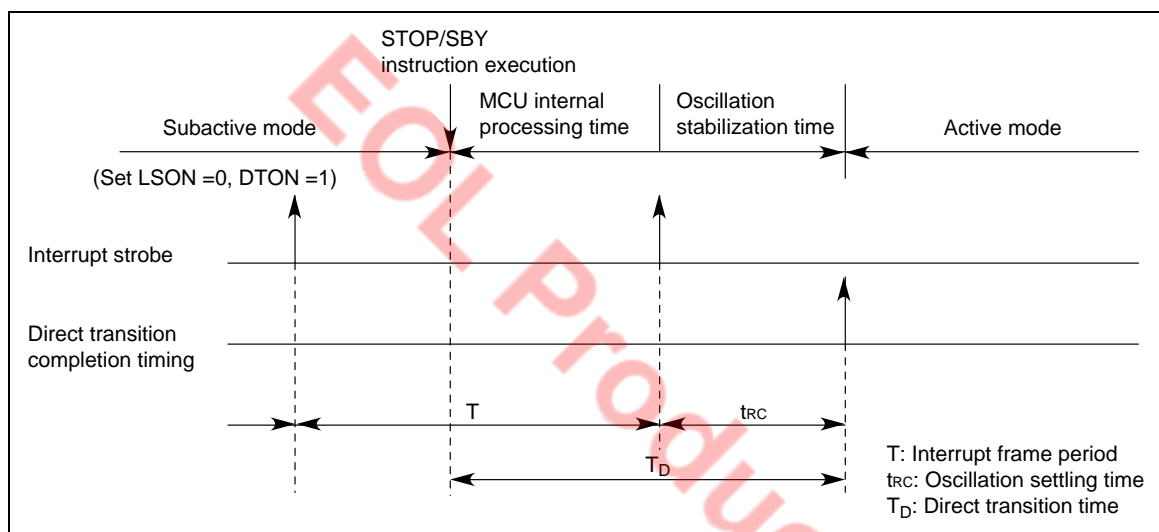 STOP/SBY
instruction execution
MCU internal
processing time
Oscillation
stabilization time
Subactive mode
Active mode
(Set LSON =0, DTON =1)
Interrupt strobe
Direct transition
completion timing
T
tRC
TD
T: Interrupt frame period
tRC: Oscillation settling time
TD: Direct transition time
EOL Produc